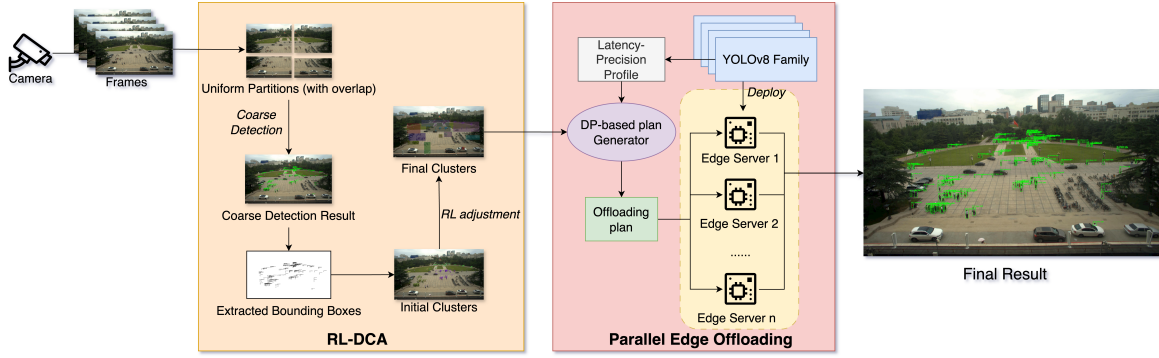 Camera
Frames
Uniform Partitions (with overlap)
Coarse
Detection
Coarse Detection Result
Extracted Bounding Boxes
Initial Clusters
RL adjustment
Final Clusters
RL-DCA
Latency-
Precision
Profile
YOLOv8 Family
Deploy
DP-based plan
Generator
Offloading
plan
Edge Server 1
Edge Server 2
......
Edge Server n
Parallel Edge Offloading
Final Result